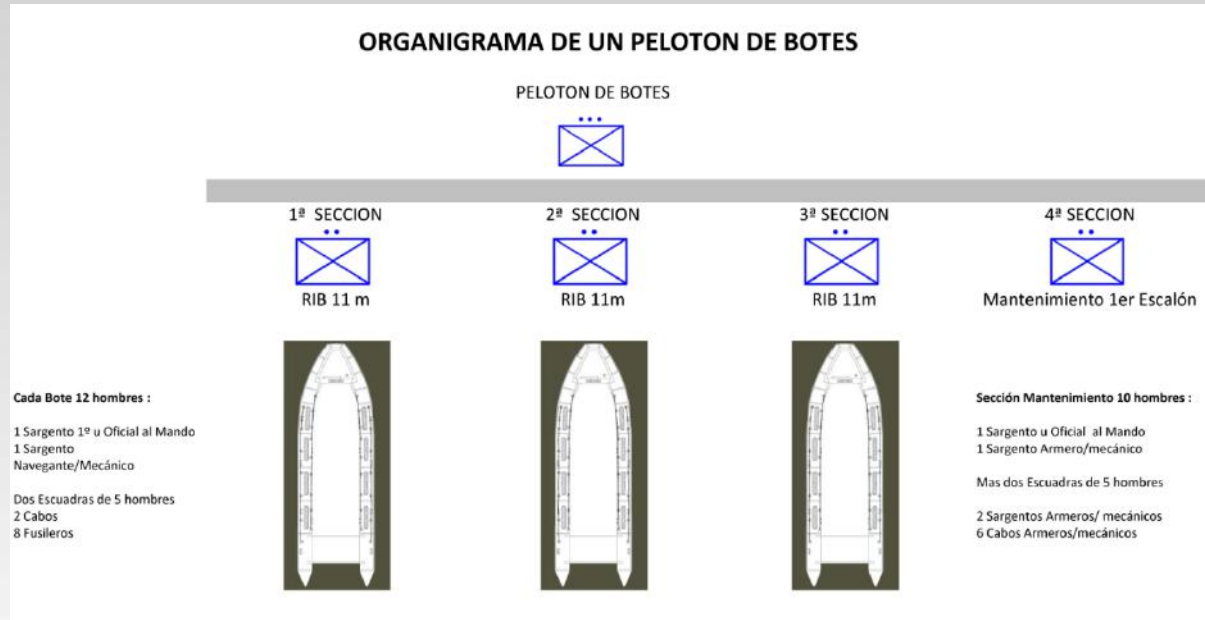 ORGANIGRAMA DE UN PELOTON DE BOTES
PELOTON DE BOTES
1ª SECCION
2ª SECCION
3ª SECCION
4ª SECCION
RIB 11 m
RIB 11m
RIB 11m
Mantenimiento 1er Escalón
Cada Bote 12 hombres :
1 Sargento 1º u Oficial al Mando
1 Sargento
Navegante/Mecánico
Dos Escuadras de 5 hombres
2 Cabos
8 Fusileros
Sección Mantenimiento 10 hombres :
1 Sargento u Oficial al Mando
1 Sargento Armero/mecánico
Mas dos Escuadras de 5 hombres
2 Sargentos Armeros/ mecánicos
6 Cabos Armeros/mecánicos